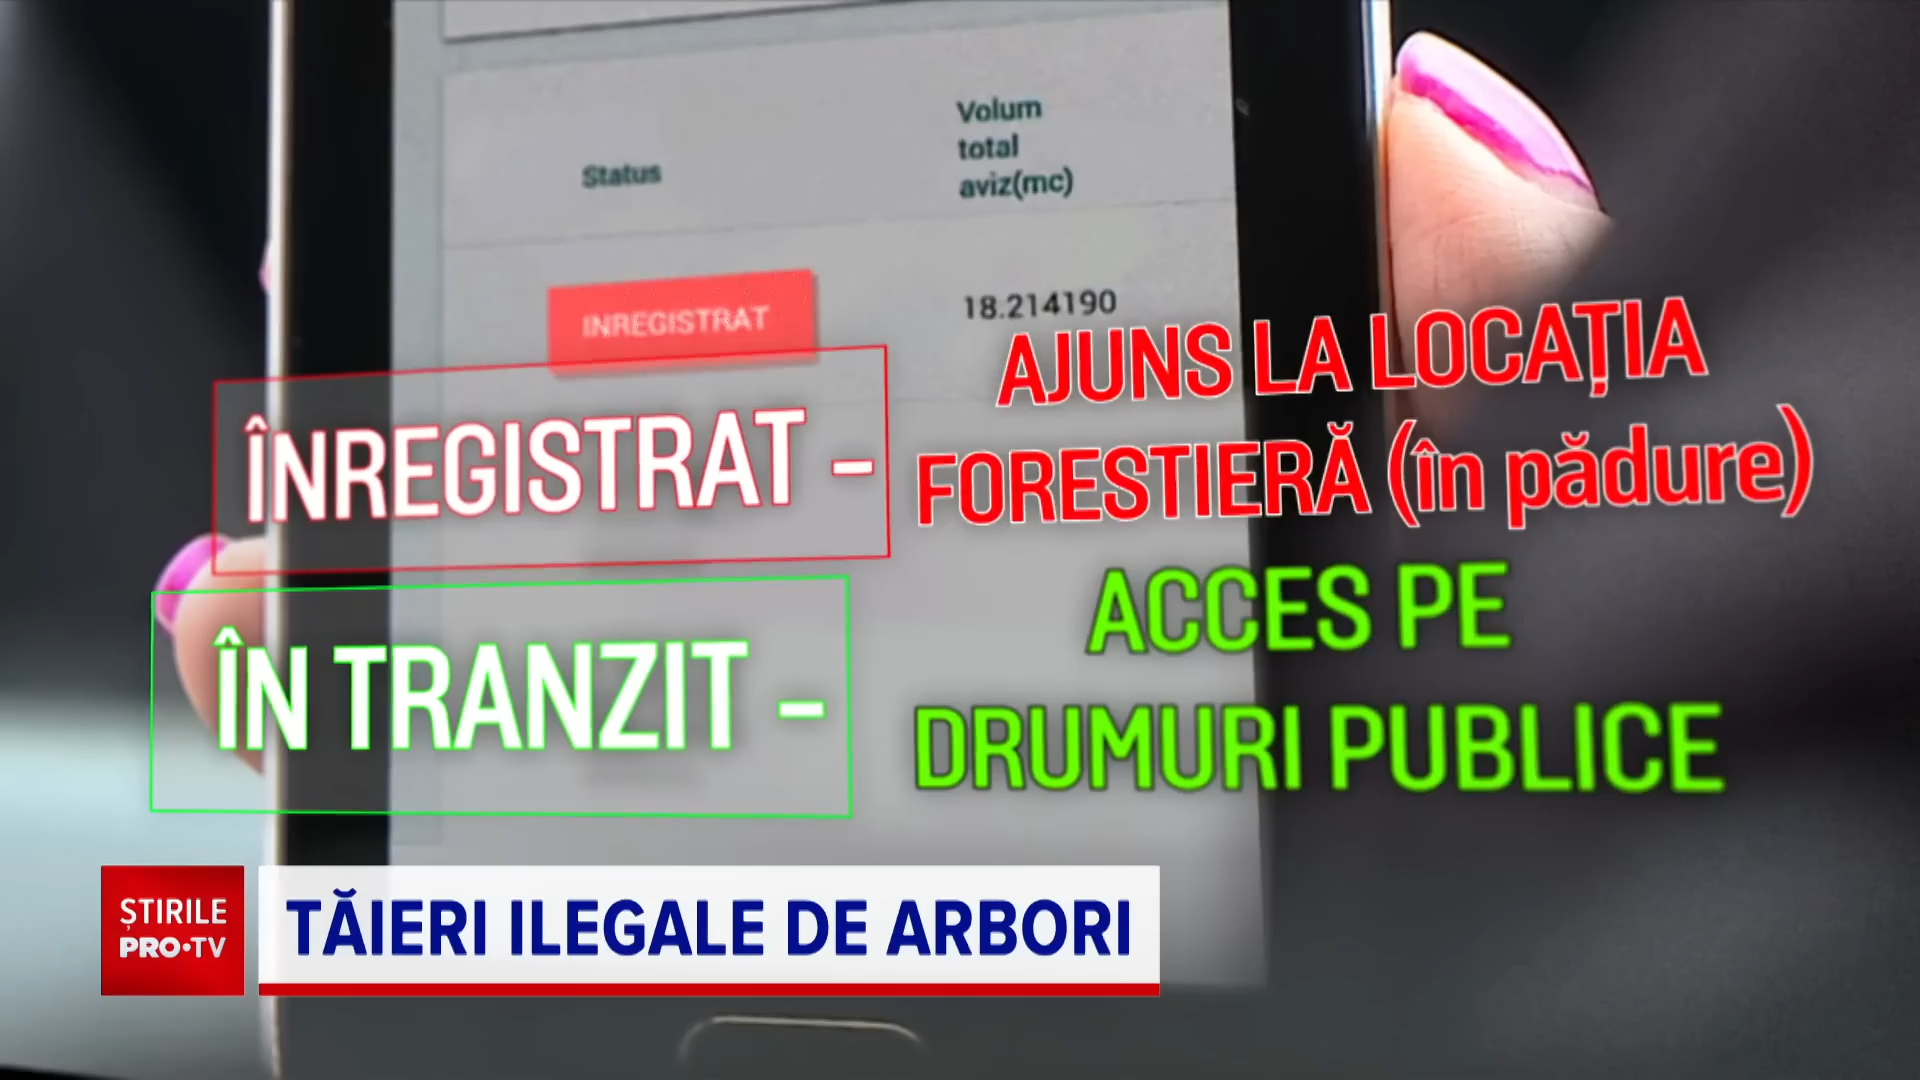 Volum
total
aviz(mc)
Status
INREGISTRAT
18.214190
ÎNREGISTRAT –
AJUNS LA LOCAȚIA
FORESTIERĂ (în pădure)
ÎN TRANZIT –
ACCES PE
DRUMURI PUBLICE
ȘTIRILE
PRO•TV
TĂIERI ILEGALE DE ARBORI